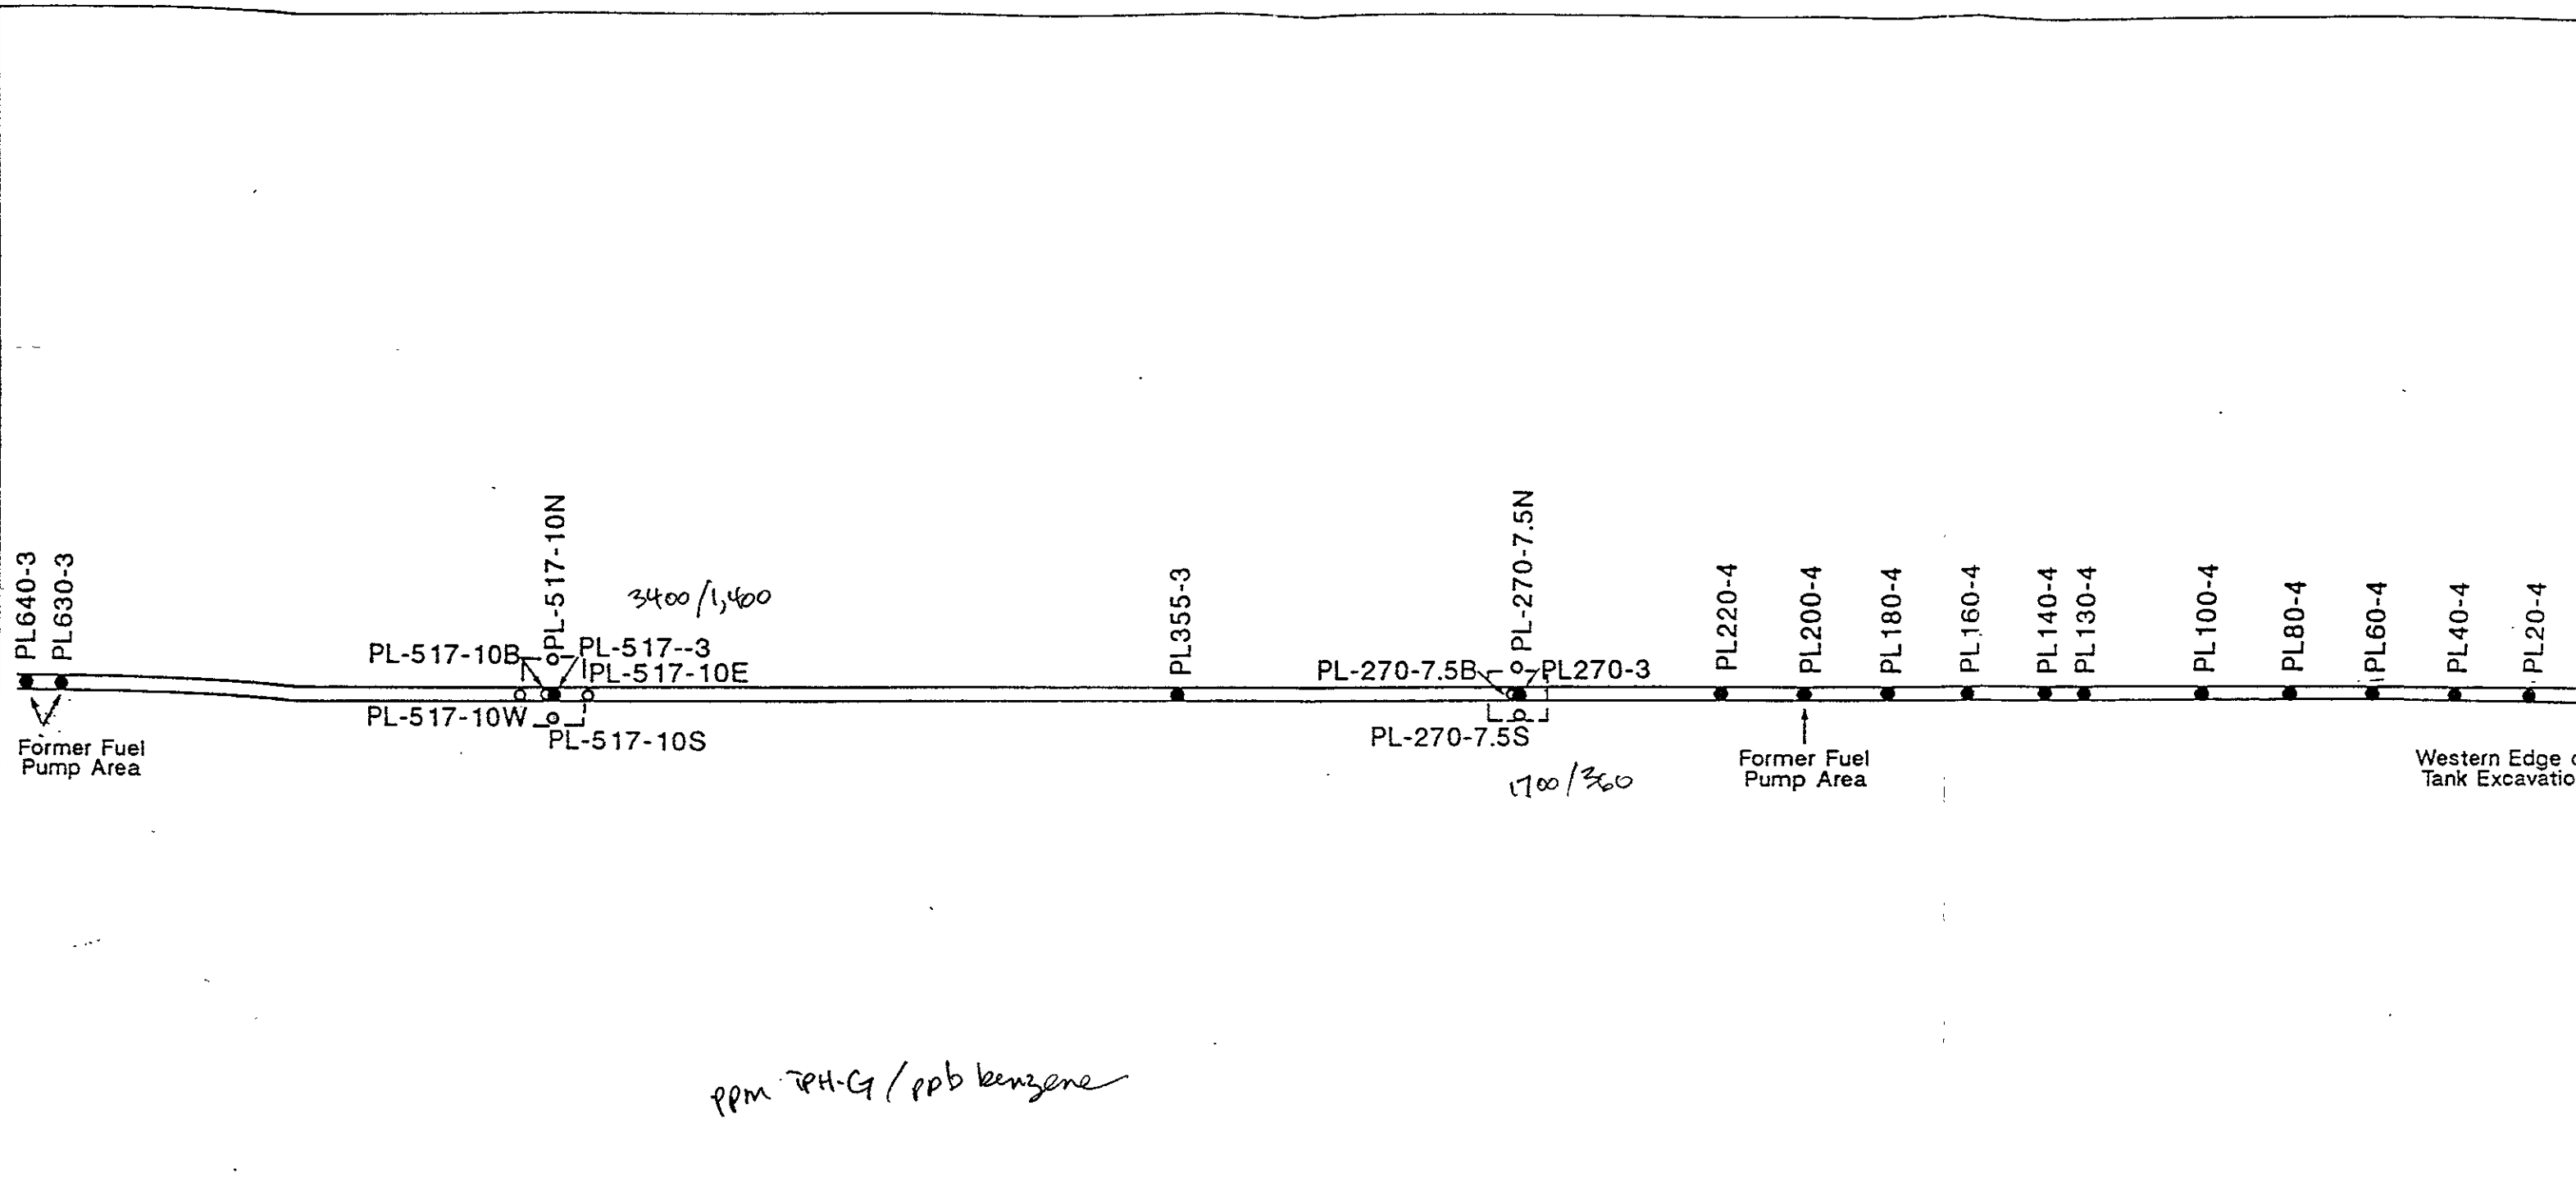 PL640-3
PL630-3
PL-517-10N
3400/1,400
PL-517-10B
PL-517--3
PL-517-10E
PL-517-10W
PL-517-10S
Former Fuel
Pump Area
PL355-3
PL-270-7.5N
PL-270-7.5B
PL270-3
PL-270-7.5S
1700/360
PL220-4
PL200-4
PL180-4
PL160-4
PL140-4
PL130-4
PL100-4
PL80-4
PL60-4
PL40-4
PL20-4
Former Fuel
Pump Area
Western Edge
Tank Excavatio
ppm TPH-G/ppb benzene